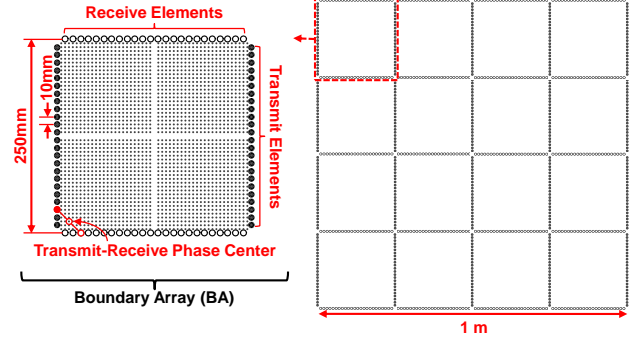 Receive Elements
10mm
250mm
Transmit Elements
Transmit-Receive Phase Center
Boundary Array (BA)
1 m